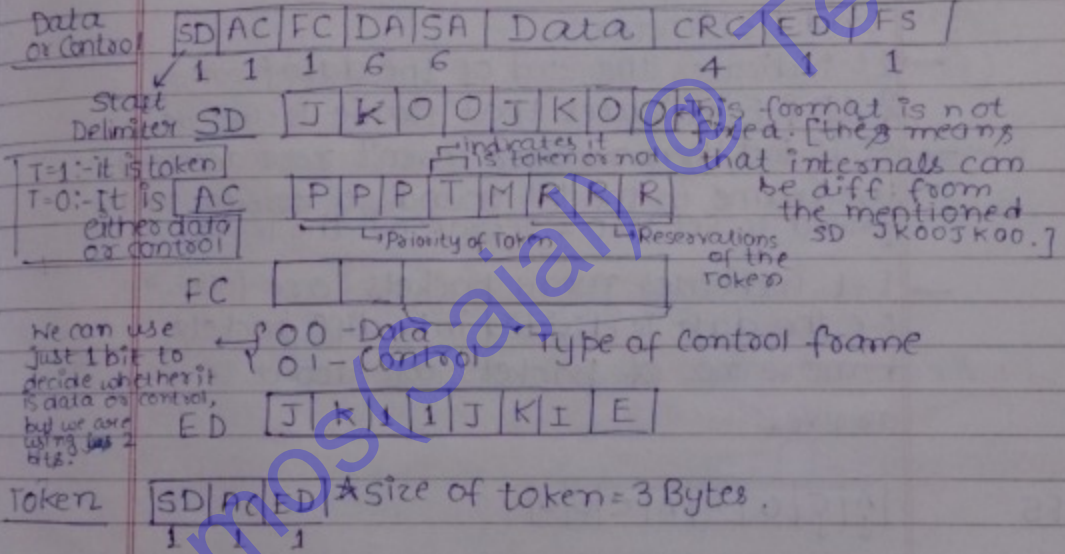 Data
or Control
SD AC FC DA SA Data CRC ED FS
1 1 1 6 6 4 1 1
Start
Delimiter SD J K 0 0 J K 0 0
This format is not
fixed. [they means
that internals can
be diff from
the mentioned
SD JK00JK00.]
indicates it
is token or not
T=1:-it is token
T=0:-It is
either data
or control
AC P P P T M R R R
Priority of Token
Reservations
of the
Token
FC
00 - Data
01 - Control
Type of control frame
We can use
just 1 bit to
decide whether it
is data or control,
but we are
using 2
bits.
ED J K 1 1 J K I E
Token SD AC ED * Size of token = 3 Bytes.
1 1 1
mos(Sajal) @ Te